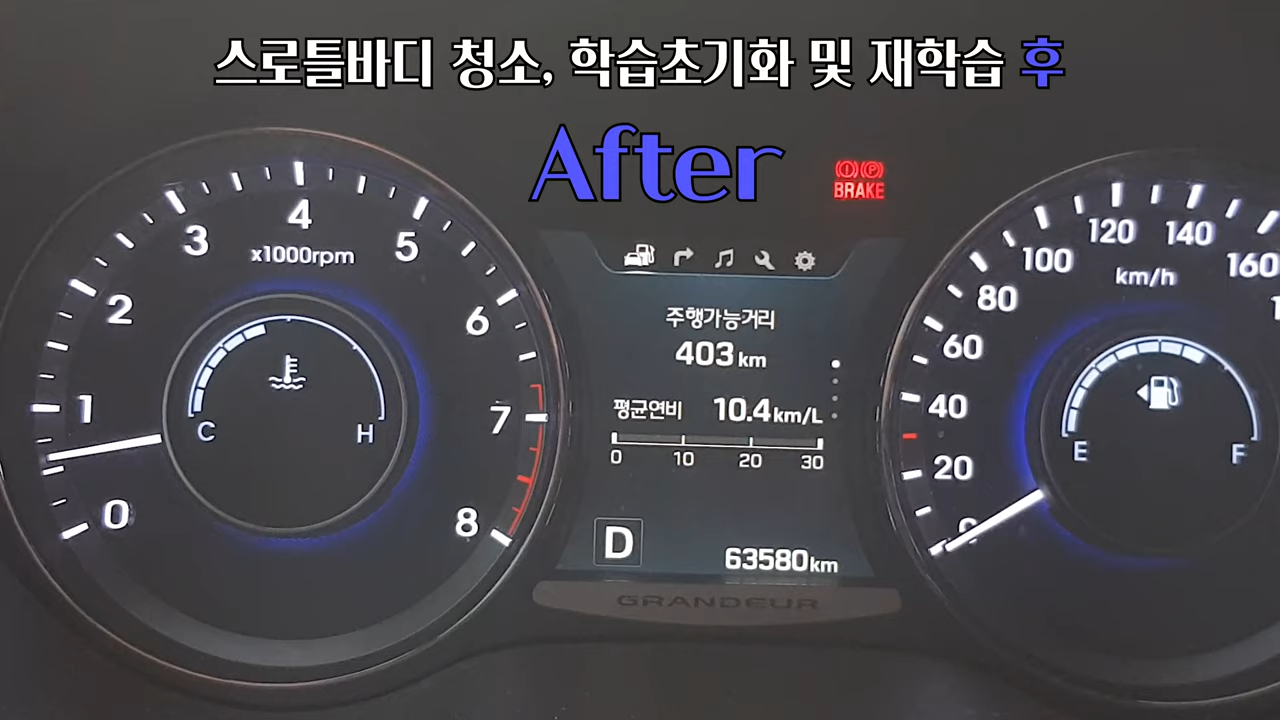 스로틀바디 청소, 학습초기화 및 재학습 후
After
BRAKE
4
3
5
x1000rpm
2
6
1
7
0
8
C
H
주행가능거리
403 km
평균연비 10.4 km/L
0 10 20 30
D
63580 km
GRANDEUR
120
140
100
160
km/h
80
60
40
20
0
E
F